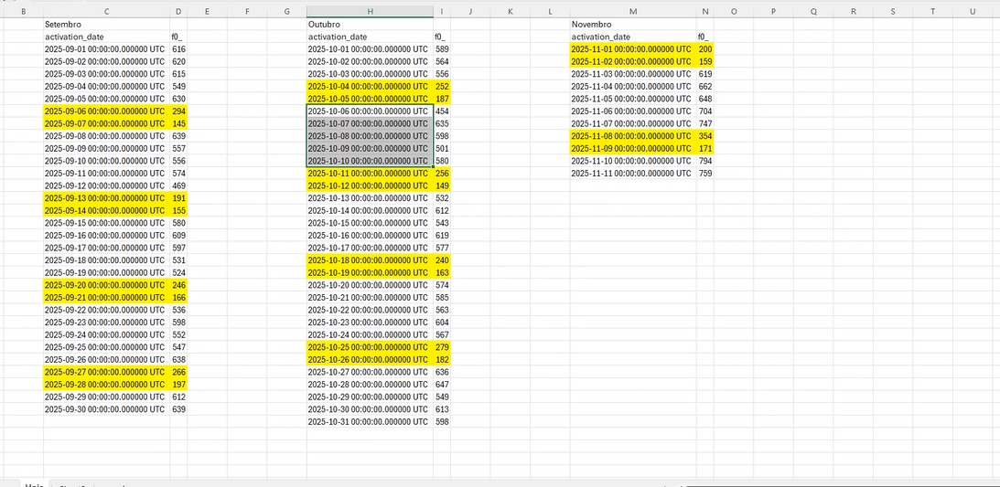 B C D E F G H I J K L M N O P Q R S T U
Setembro Outubro Novembro
activation_date f0_ activation_date f0_ activation_date f0_
2025-09-01 00:00:00.000000 UTC 616 2025-10-01 00:00:00.000000 UTC 589 2025-11-01 00:00:00.000000 UTC 200
2025-09-02 00:00:00.000000 UTC 620 2025-10-02 00:00:00.000000 UTC 564 2025-11-02 00:00:00.000000 UTC 159
2025-09-03 00:00:00.000000 UTC 615 2025-10-03 00:00:00.000000 UTC 556 2025-11-03 00:00:00.000000 UTC 619
2025-09-04 00:00:00.000000 UTC 549 2025-10-04 00:00:00.000000 UTC 252 2025-11-04 00:00:00.000000 UTC 662
2025-09-05 00:00:00.000000 UTC 630 2025-10-05 00:00:00.000000 UTC 187 2025-11-05 00:00:00.000000 UTC 648
2025-09-06 00:00:00.000000 UTC 294 2025-10-06 00:00:00.000000 UTC 454 2025-11-06 00:00:00.000000 UTC 704
2025-09-07 00:00:00.000000 UTC 145 2025-10-07 00:00:00.000000 UTC 635 2025-11-07 00:00:00.000000 UTC 747
2025-09-08 00:00:00.000000 UTC 639 2025-10-08 00:00:00.000000 UTC 598 2025-11-08 00:00:00.000000 UTC 354
2025-09-09 00:00:00.000000 UTC 557 2025-10-09 00:00:00.000000 UTC 501 2025-11-09 00:00:00.000000 UTC 171
2025-09-10 00:00:00.000000 UTC 556 2025-10-10 00:00:00.000000 UTC 580 2025-11-10 00:00:00.000000 UTC 794
2025-09-11 00:00:00.000000 UTC 574 2025-10-11 00:00:00.000000 UTC 256 2025-11-11 00:00:00.000000 UTC 759
2025-09-12 00:00:00.000000 UTC 469 2025-10-12 00:00:00.000000 UTC 149
2025-09-13 00:00:00.000000 UTC 191 2025-10-13 00:00:00.000000 UTC 532
2025-09-14 00:00:00.000000 UTC 155 2025-10-14 00:00:00.000000 UTC 612
2025-09-15 00:00:00.000000 UTC 580 2025-10-15 00:00:00.000000 UTC 543
2025-09-16 00:00:00.000000 UTC 609 2025-10-16 00:00:00.000000 UTC 619
2025-09-17 00:00:00.000000 UTC 597 2025-10-17 00:00:00.000000 UTC 577
2025-09-18 00:00:00.000000 UTC 531 2025-10-18 00:00:00.000000 UTC 240
2025-09-19 00:00:00.000000 UTC 524 2025-10-19 00:00:00.000000 UTC 163
2025-09-20 00:00:00.000000 UTC 246 2025-10-20 00:00:00.000000 UTC 574
2025-09-21 00:00:00.000000 UTC 166 2025-10-21 00:00:00.000000 UTC 585
2025-09-22 00:00:00.000000 UTC 536 2025-10-22 00:00:00.000000 UTC 563
2025-09-23 00:00:00.000000 UTC 598 2025-10-23 00:00:00.000000 UTC 604
2025-09-24 00:00:00.000000 UTC 552 2025-10-24 00:00:00.000000 UTC 567
2025-09-25 00:00:00.000000 UTC 547 2025-10-25 00:00:00.000000 UTC 279
2025-09-26 00:00:00.000000 UTC 638 2025-10-26 00:00:00.000000 UTC 182
2025-09-27 00:00:00.000000 UTC 266 2025-10-27 00:00:00.000000 UTC 636
2025-09-28 00:00:00.000000 UTC 197 2025-10-28 00:00:00.000000 UTC 647
2025-09-29 00:00:00.000000 UTC 612 2025-10-29 00:00:00.000000 UTC 549
2025-09-30 00:00:00.000000 UTC 639 2025-10-30 00:00:00.000000 UTC 613
2025-10-31 00:00:00.000000 UTC 598